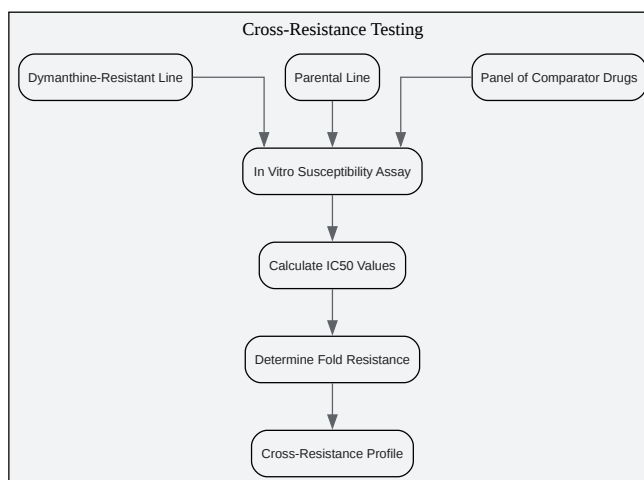 Cross-Resistance Testing
Dymanthine-Resistant Line
Parental Line
Panel of Comparator Drugs
In Vitro Susceptibility Assay
Calculate IC50 Values
Determine Fold Resistance
Cross-Resistance Profile